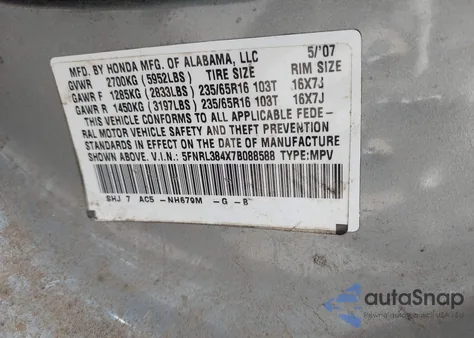 MFD. BY HONDA MFG. OF ALABAMA, LLC 5/'07
GVWR 2700KG (5952LBS) TIRE SIZE RIM SIZE
GAWR F 1285KG (2833LBS) 235/65R16 103T 16X7J
GAWR R 1450KG (3197LBS) 235/65R16 103T 16X7J
THIS VEHICLE CONFORMS TO ALL APPLICABLE FEDE-
RAL MOTOR VEHICLE SAFETY AND THEFT PREVENTION
STANDARDS IN EFFECT ON THE DATE OF MANUFACTURE
SHOWN ABOVE. V.I.N.: 5FNRL384X7B088588 TYPE:MPV
SHJ 7 AC5 -NH679M -G -B
autoSnap